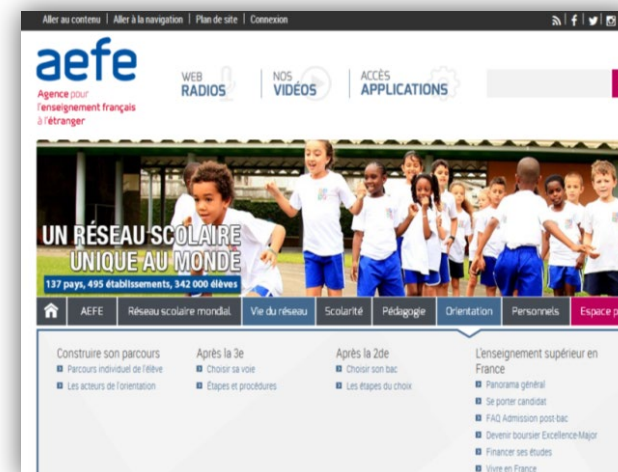 Aller au contenu | Aller à la navigation | Plan de site | Connexion
aefe
Agence pour
l'enseignement français
à l'étranger
WEB
RADIOS
NOS
VIDÉOS
ACCÈS
APPLICATIONS
UN RÉSEAU SCOLAIRE
UNIQUE AU MONDE
137 pays, 495 établissements, 342 000 élèves
AEFE Réseau scolaire mondial Vie du réseau Scolarité Pédagogie Orientation Personnels Espace p
Construire son parcours
Parcours individuel de l'élève
Les acteurs de l'orientation
Après la 3e
Choisir sa voie
Étapes et procédures
Après la 2de
Choisir son bac
Les étapes du choix
L'enseignement supérieur en
France
Panorama général
Se porter candidat
FAQ Admission post-bac
Devenir boursier Excellence-Major
Financer ses études
Vivre en France